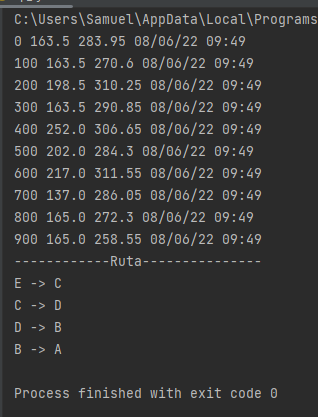 C:\Users\Samuel\AppData\Local\Programs
0 163.5 283.95 08/06/22 09:49
100 163.5 270.6 08/06/22 09:49
200 198.5 310.25 08/06/22 09:49
300 163.5 290.85 08/06/22 09:49
400 252.0 306.65 08/06/22 09:49
500 202.0 284.3 08/06/22 09:49
600 217.0 311.55 08/06/22 09:49
700 137.0 286.05 08/06/22 09:49
800 165.0 272.3 08/06/22 09:49
900 165.0 258.55 08/06/22 09:49
------------Ruta---------------
E -> C
C -> D
D -> B
B -> A
Process finished with exit code 0